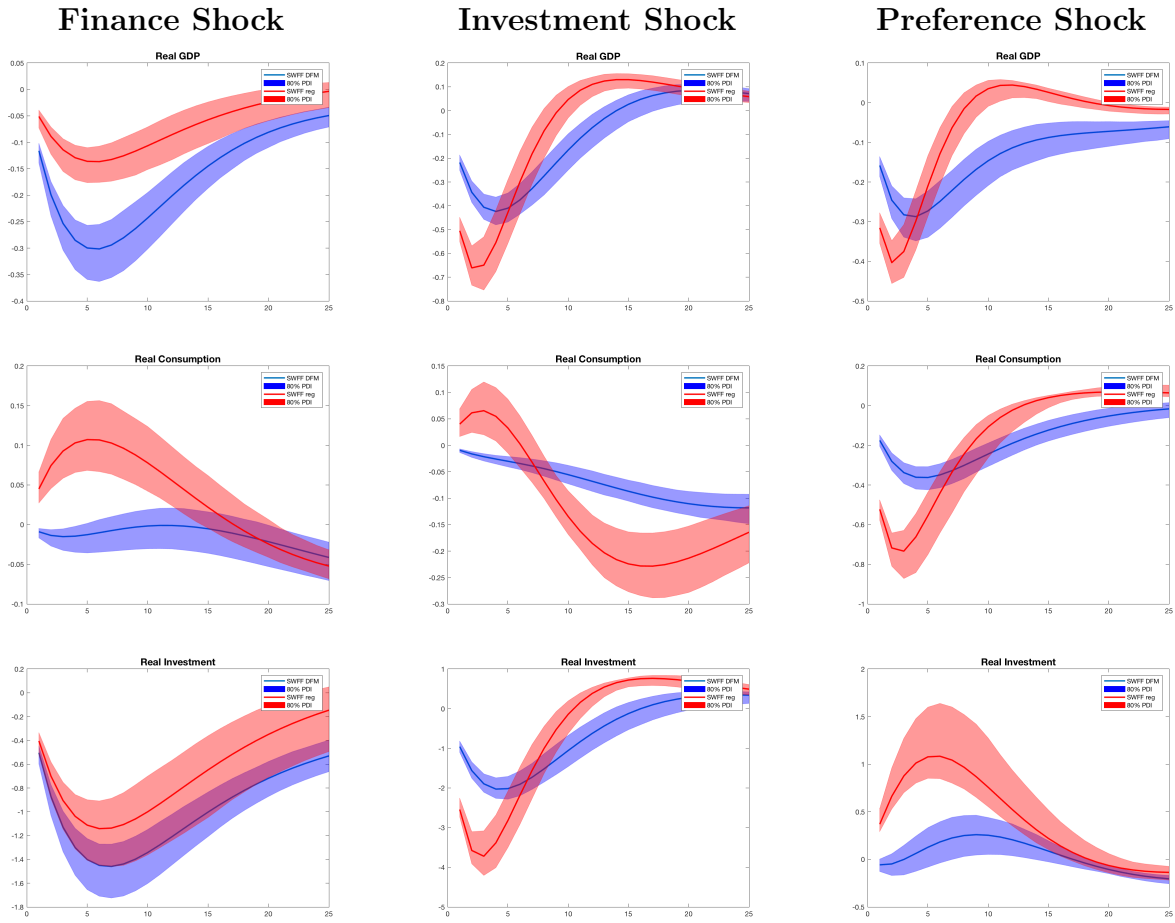 Finance Shock
Investment Shock
Preference Shock
Real GDP
0.05
0
-0.05
-0.1
-0.15
-0.2
-0.25
-0.3
-0.35
-0.4
0
5
10
15
20
25
SWFF DFM
80% PDI
SWFF reg
80% PDI
Real GDP
0.2
0.1
0
-0.1
-0.2
-0.3
-0.4
-0.5
-0.6
-0.7
-0.8
0
5
10
15
20
25
SWFF DFM
80% PDI
SWFF reg
80% PDI
Real GDP
0.1
0
-0.1
-0.2
-0.3
-0.4
-0.5
0
5
10
15
20
25
SWFF DFM
80% PDI
SWFF reg
80% PDI
Real Consumption
0.2
0.15
0.1
0.05
0
-0.05
-0.1
0
5
10
15
20
25
SWFF DFM
80% PDI
SWFF reg
80% PDI
Real Consumption
0.15
0.1
0.05
0
-0.05
-0.1
-0.15
-0.2
-0.25
-0.3
0
5
10
15
20
25
SWFF DFM
80% PDI
SWFF reg
80% PDI
Real Consumption
0.2
0
-0.2
-0.4
-0.6
-0.8
-1
0
5
10
15
20
25
SWFF DFM
80% PDI
SWFF reg
80% PDI
Real Investment
0.2
0
-0.2
-0.4
-0.6
-0.8
-1
-1.2
-1.4
-1.6
-1.8
0
5
10
15
20
25
SWFF DFM
80% PDI
SWFF reg
80% PDI
Real Investment
1
0
-1
-2
-3
-4
-5
0
5
10
15
20
25
SWFF DFM
80% PDI
SWFF reg
80% PDI
Real Investment
2
1.5
1
0.5
0
-0.5
0
5
10
15
20
25
SWFF DFM
80% PDI
SWFF reg
80% PDI